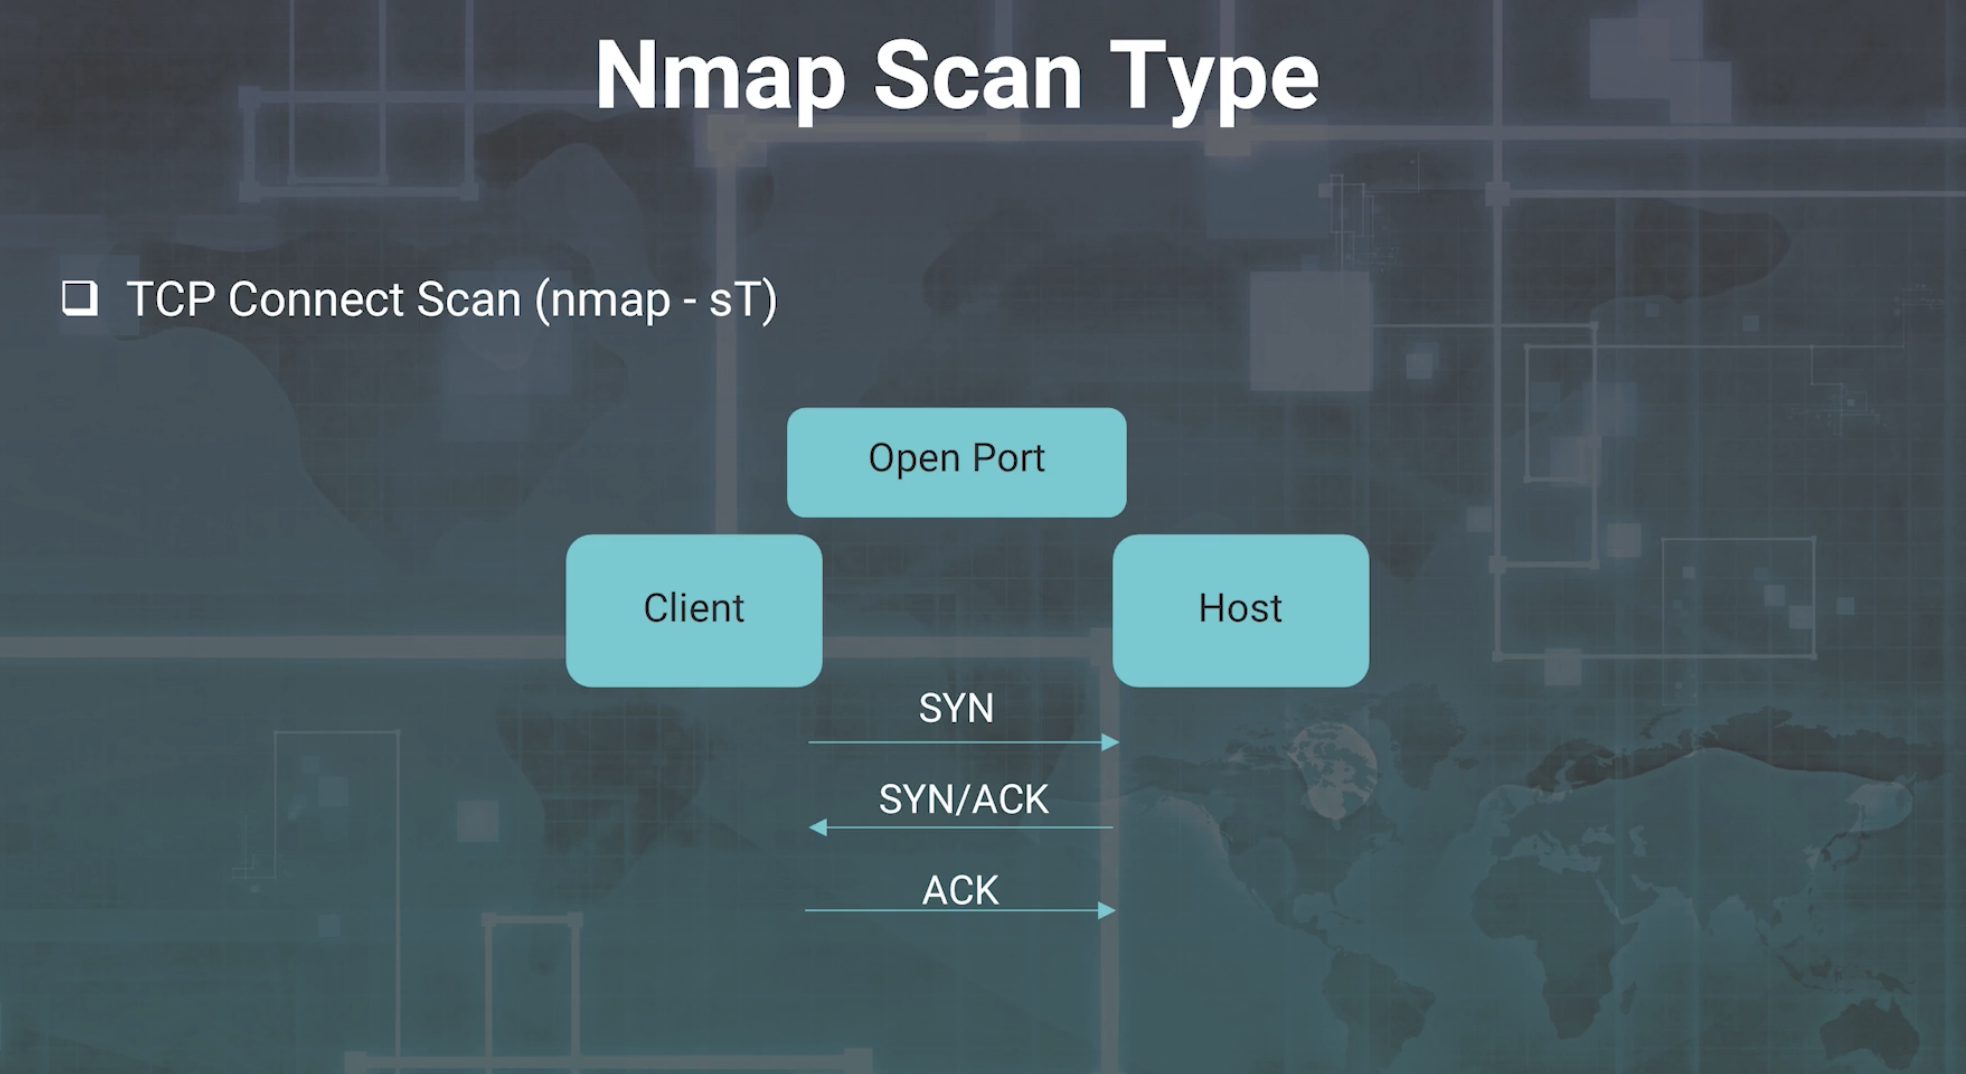 Nmap Scan Type
❑ TCP Connect Scan (nmap - sT)
Open Port
Client
Host
SYN
SYN/ACK
ACK